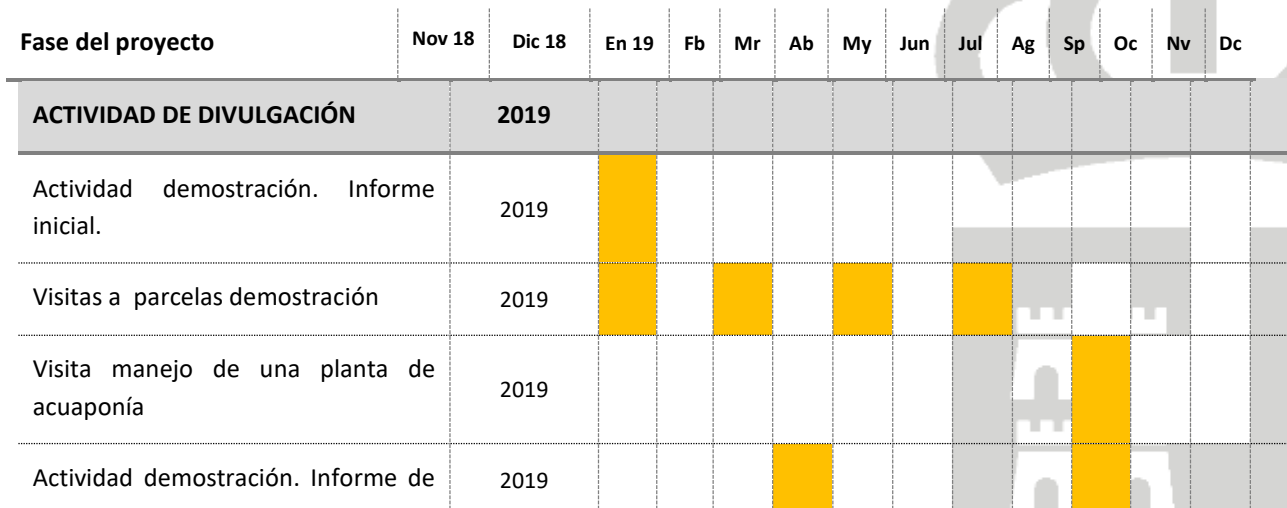 Fase del proyecto Nov 18 Dic 18 En 19 Fb Mr Ab My Jun Jul Ag Sp Oc Nv Dc
ACTIVIDAD DE DIVULGACIÓN 2019
Actividad demostración. Informe
inicial.
2019
Visitas a parcelas demostración 2019
Visita manejo de una planta de
acuaponía
2019
Actividad demostración. Informe de 2019